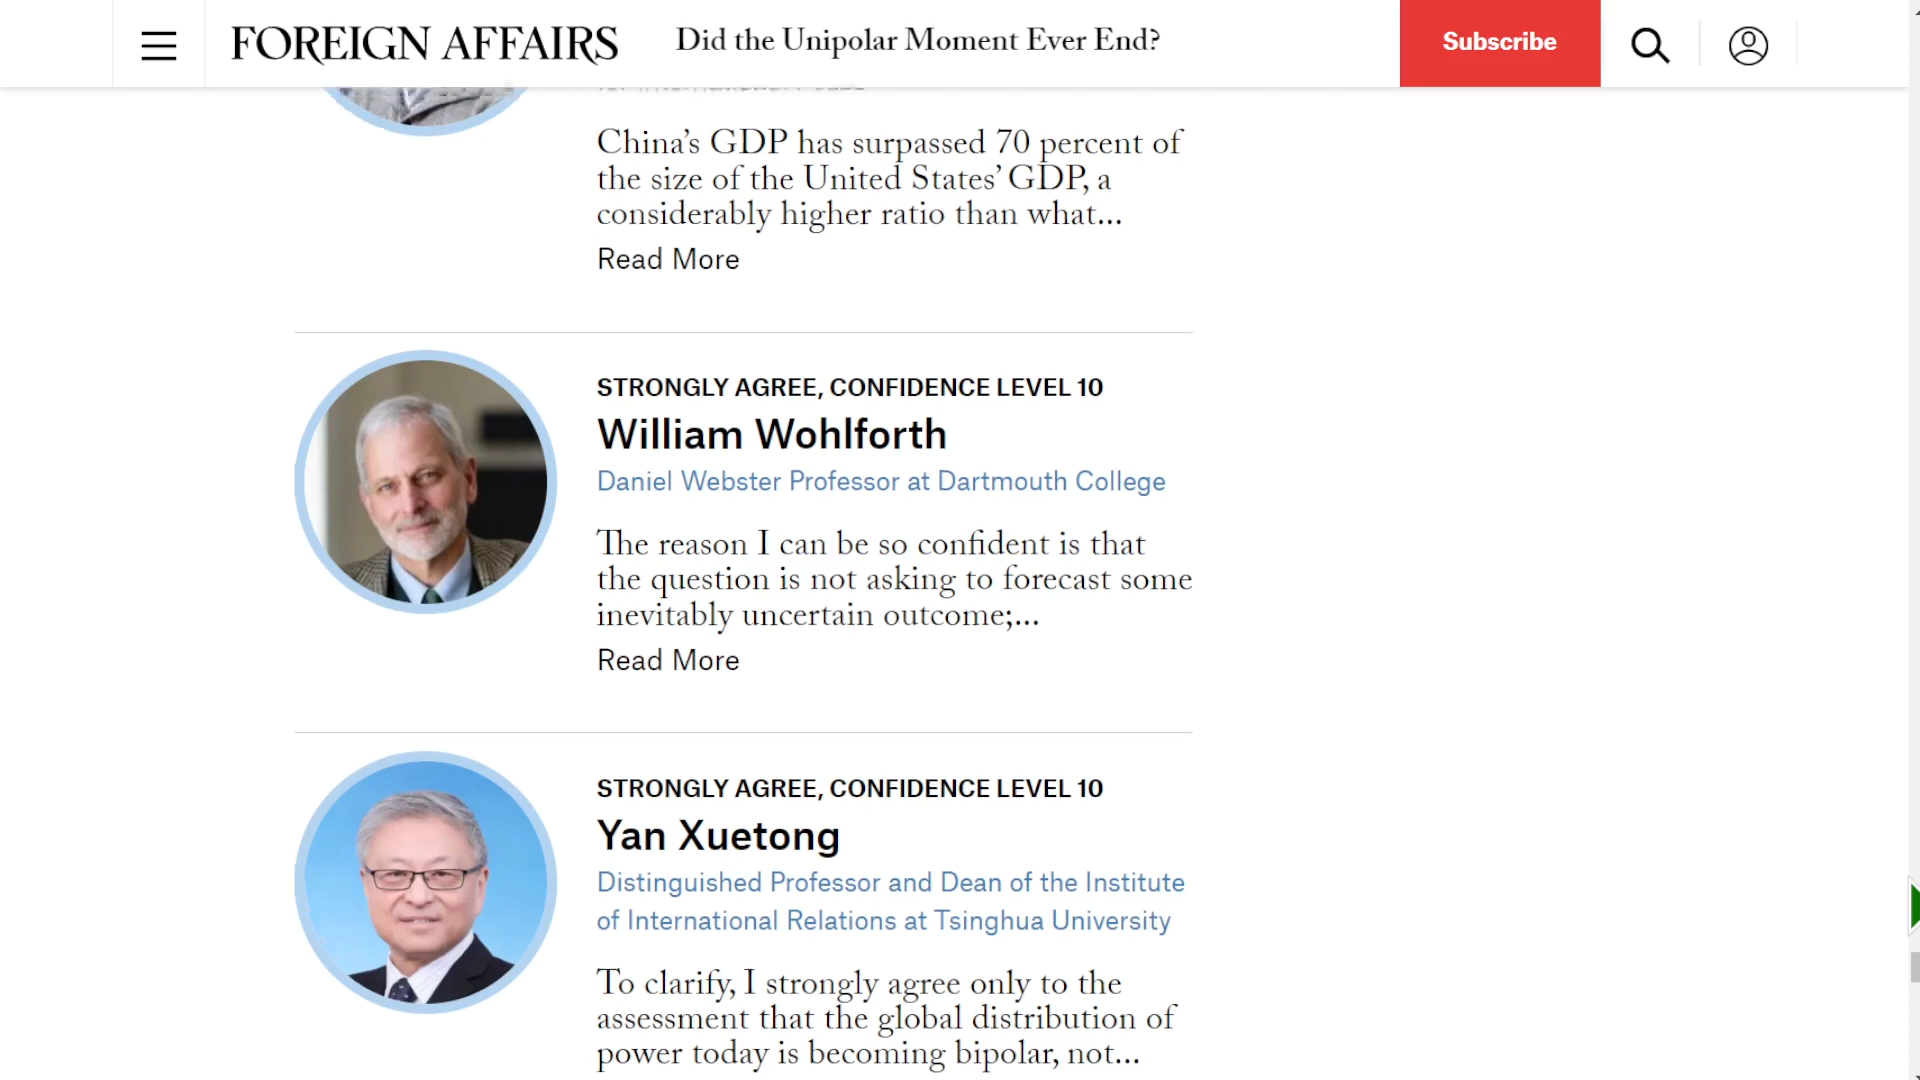 FOREIGN AFFAIRS
Did the Unipolar Moment Ever End?
Subscribe
China’s GDP has surpassed 70 percent of
the size of the United States’ GDP, a
considerably higher ratio than what...
Read More
STRONGLY AGREE, CONFIDENCE LEVEL 10
William Wohlforth
Daniel Webster Professor at Dartmouth College
The reason I can be so confident is that
the question is not asking to forecast some
inevitably uncertain outcome;...
Read More
STRONGLY AGREE, CONFIDENCE LEVEL 10
Yan Xuetong
Distinguished Professor and Dean of the Institute
of International Relations at Tsinghua University
To clarify, I strongly agree only to the
assessment that the global distribution of
power today is becoming bipolar, not...